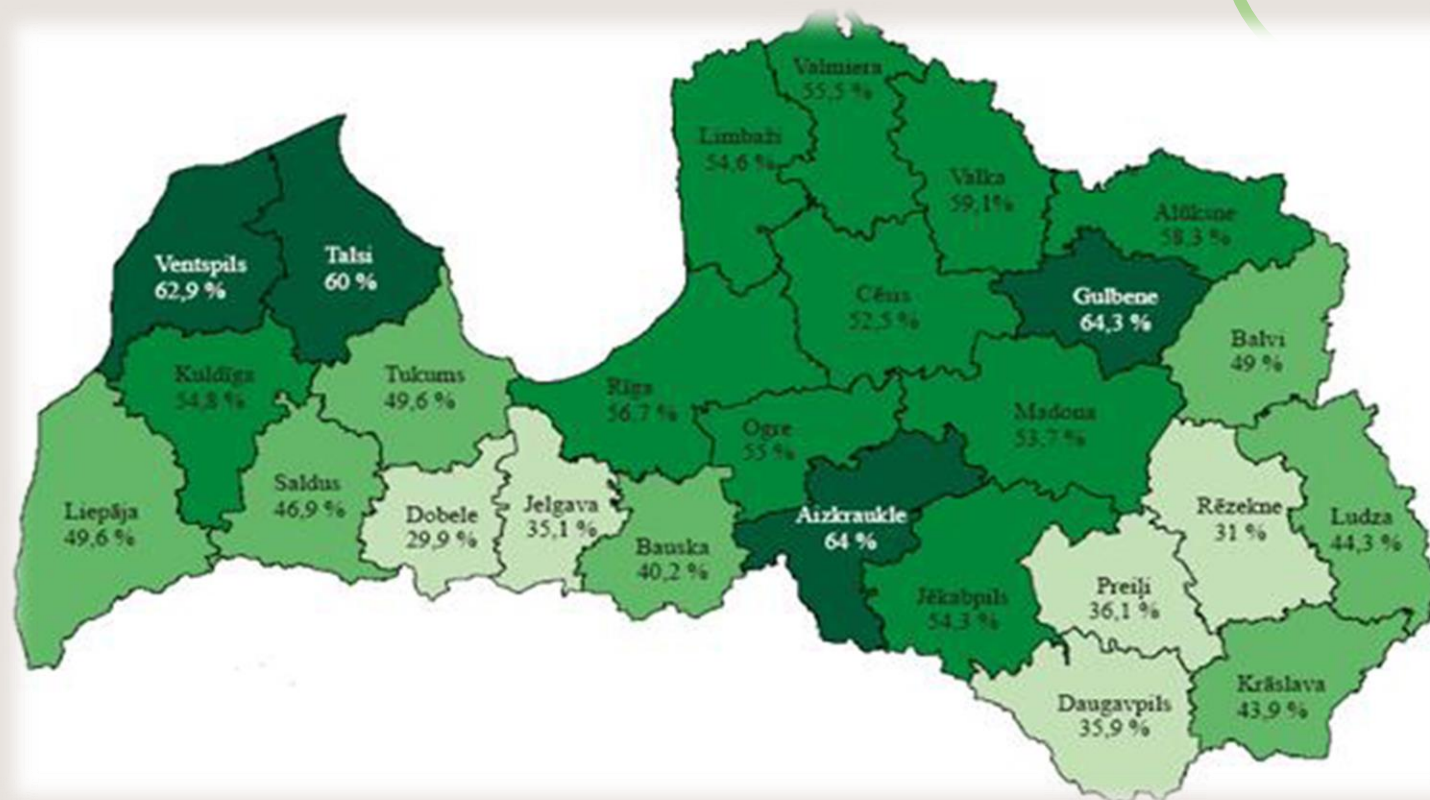 Valmiera
55,5 %
Limbaži
54,6 %
Valka
59,1%
Alūksne
58.3 %
Ventspils
62,9 %
Talsi
60 %
Gulbene
64,3 %
Cēsis
52,5 %
Balvi
49 %
Kuldīga
54,8 %
Tukums
49,6 %
Rīga
56.7 %
Ogre
55 %
Madona
53.7 %
Liepāja
49,6 %
Saldus
46,9 %
Dobele
29,9 %
Jelgava
35,1 %
Bauska
40,2 %
Aizkraukle
64 %
Rēzekne
31 %
Ludza
44,3 %
Jēkabpils
54,3 %
Preiļi
36,1 %
Daugavpils
35,9 %
Krāslava
43,9 %